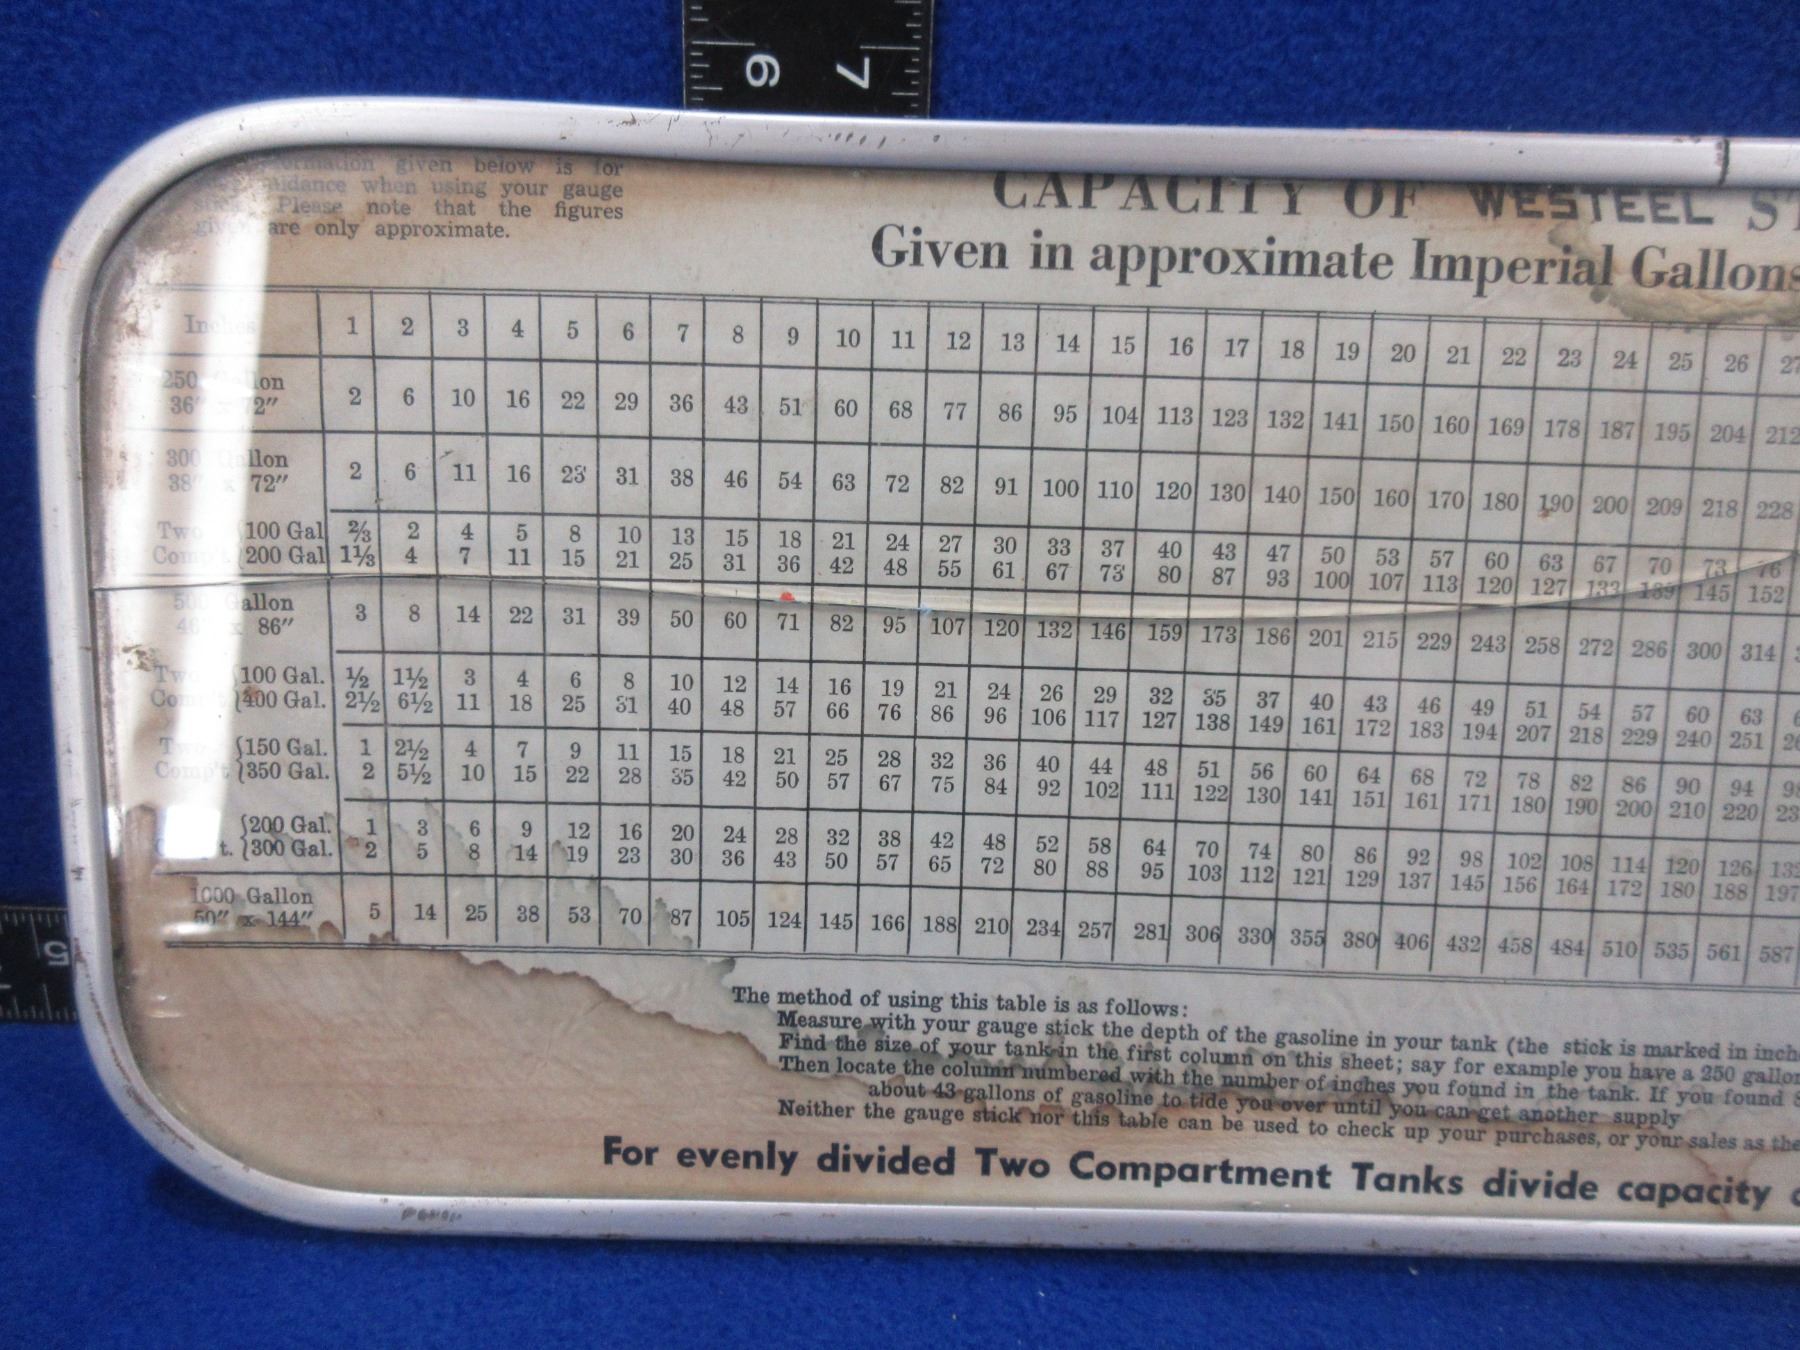 6 7
formation given below is for
guidance when using your gauge
stick. Please note that the figures
given are only approximate.
CAPACITY OF WESTEEL ST
Given in approximate Imperial Gallons
Inches 1 2 3 4 5 6 7 8 9 10 11 12 13 14 15 16 17 18 19 20 21 22 23 24 25 26 27
250 Gallon
36" x 72" 2 6 10 16 22 29 36 43 51 60 68 77 86 95 104 113 123 132 141 150 160 169 178 187 195 204 212
300 Gallon
38" x 72" 2 6 11 16 23 31 38 46 54 63 72 82 91 100 110 120 130 140 150 160 170 180 190 200 209 218 228
Two {100 Gal ⅔ 2 4 5 8 10 13 15 18 21 24 27 30 33 37 40 43 47 50 53 57 60 63 67 70 73 76
Comp't {200 Gal 1⅓ 4 7 11 15 21 25 31 36 42 48 55 61 67 73 80 87 93 100 107 113 120 127 133 139 145 152
500 Gallon
46" x 86" 3 8 14 22 31 39 50 60 71 82 95 107 120 132 146 159 173 186 201 215 229 243 258 272 286 300 314
Two {100 Gal. ½ 1½ 3 4 6 8 10 12 14 16 19 21 24 26 29 32 35 37 40 43 46 49 51 54 57 60 63
Comp't {400 Gal. 2½ 6½ 11 18 25 31 40 48 57 66 76 86 96 106 117 127 138 149 161 172 183 194 207 218 229 240 251
Two {150 Gal. 1 2½ 4 7 9 11 15 18 21 25 28 32 36 40 44 48 51 56 60 64 68 72 78 82 86 90 94 98
Comp't {350 Gal. 2 5½ 10 15 22 28 35 42 50 57 67 75 84 92 102 111 122 130 141 151 161 171 180 190 200 210 220
{200 Gal. 1 3 6 9 12 16 20 24 28 32 38 42 48 52 58 64 70 74 80 86 92 98 102 108 114 120 126 132
t. {300 Gal. 2 5 8 14 19 23 30 36 43 50 57 65 72 80 88 95 103 112 121 129 137 145 156 164 172 180 188 197
1000 Gallon
50" x 144" 5 14 25 38 53 70 87 105 124 145 166 188 210 234 257 281 306 330 355 380 406 432 458 484 510 535 561 587
5
The method of using this table is as follows:
Measure with your gauge stick the depth of the gasoline in your tank (the stick is marked in inch
Find the size of your tank in the first column on this sheet; say for example you have a 250 gallon
Then locate the column numbered with the number of inches you found in the tank. If you found 8
about 43 gallons of gasoline to tide you over until you can get another supply
Neither the gauge stick nor this table can be used to check up your purchases, or your sales as the
For evenly divided Two Compartment Tanks divide capacity